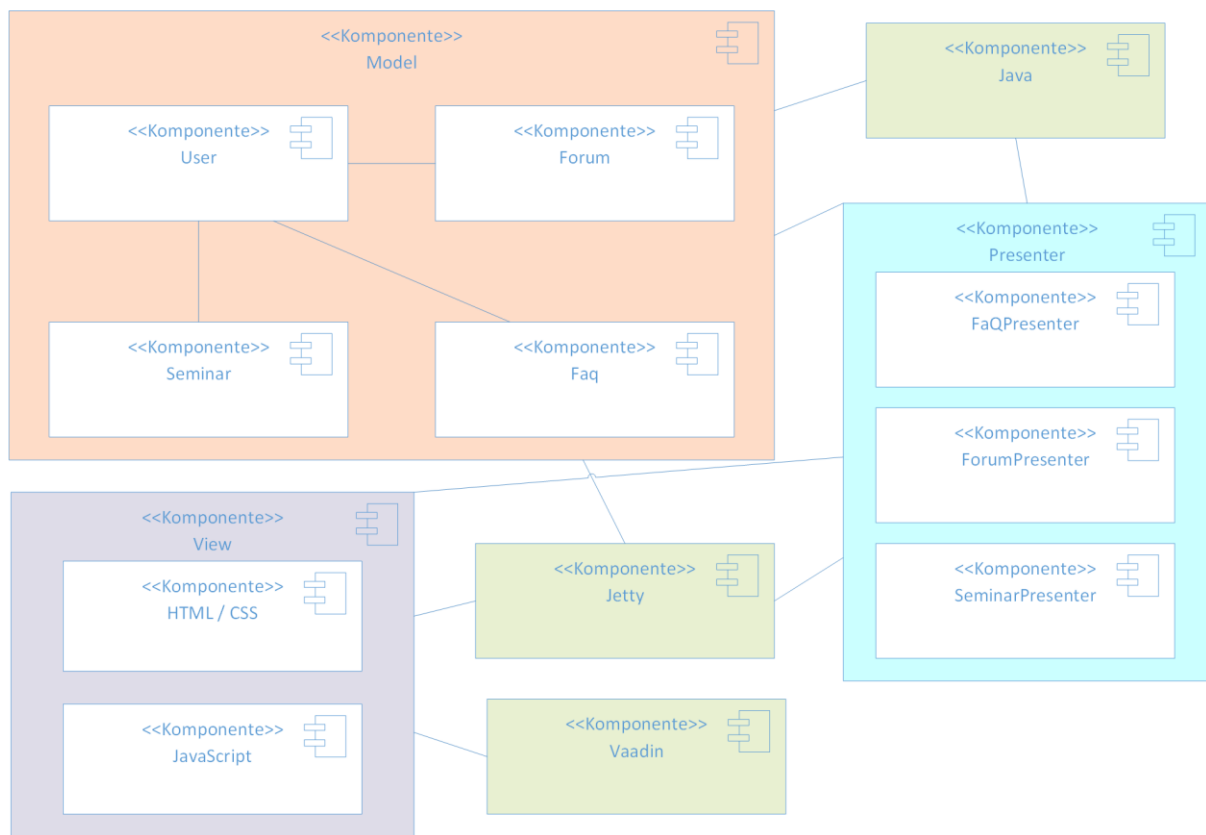 <<Komponente>>
Model
<<Komponente>>
User
<<Komponente>>
Forum
<<Komponente>>
Seminar
<<Komponente>>
Faq
<<Komponente>>
Java
<<Komponente>>
Presenter
<<Komponente>>
FaQPresenter
<<Komponente>>
ForumPresenter
<<Komponente>>
SeminarPresenter
<<Komponente>>
View
<<Komponente>>
HTML / CSS
<<Komponente>>
JavaScript
<<Komponente>>
Jetty
<<Komponente>>
Vaadin